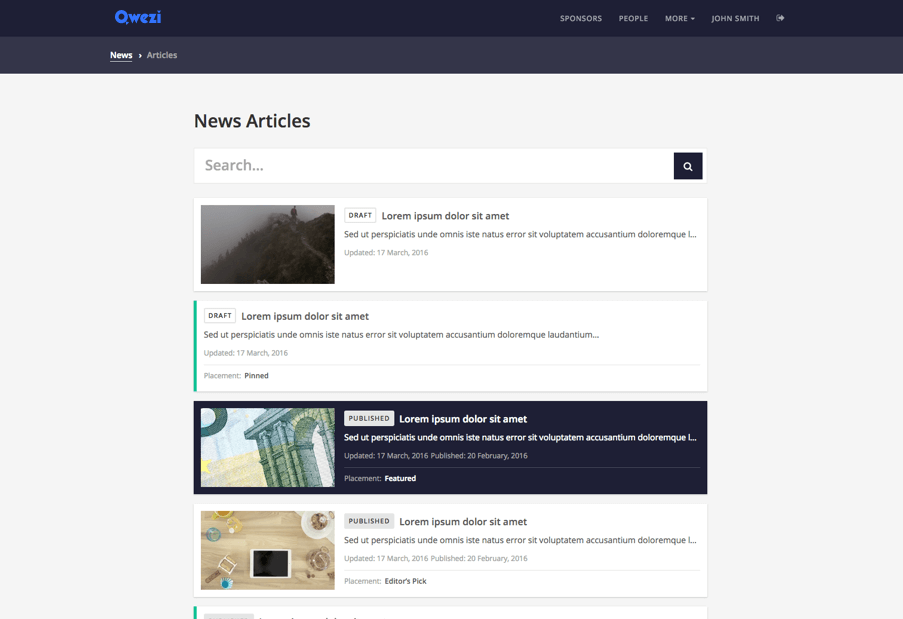 Qwezi
SPONSORS PEOPLE MORE JOHN SMITH
News › Articles
News Articles
Search...
DRAFT Lorem ipsum dolor sit amet
Sed ut perspiciatis unde omnis iste natus error sit voluptatem accusantium doloremque l...
Updated: 17 March, 2016
DRAFT Lorem ipsum dolor sit amet
Sed ut perspiciatis unde omnis iste natus error sit voluptatem accusantium doloremque laudantium...
Updated: 17 March, 2016
Placement: Pinned
PUBLISHED Lorem ipsum dolor sit amet
Sed ut perspiciatis unde omnis iste natus error sit voluptatem accusantium doloremque l...
Updated: 17 March, 2016 Published: 20 February, 2016
Placement: Featured
PUBLISHED Lorem ipsum dolor sit amet
Sed ut perspiciatis unde omnis iste natus error sit voluptatem accusantium doloremque l...
Updated: 17 March, 2016 Published: 20 February, 2016
Placement: Editor's Pick